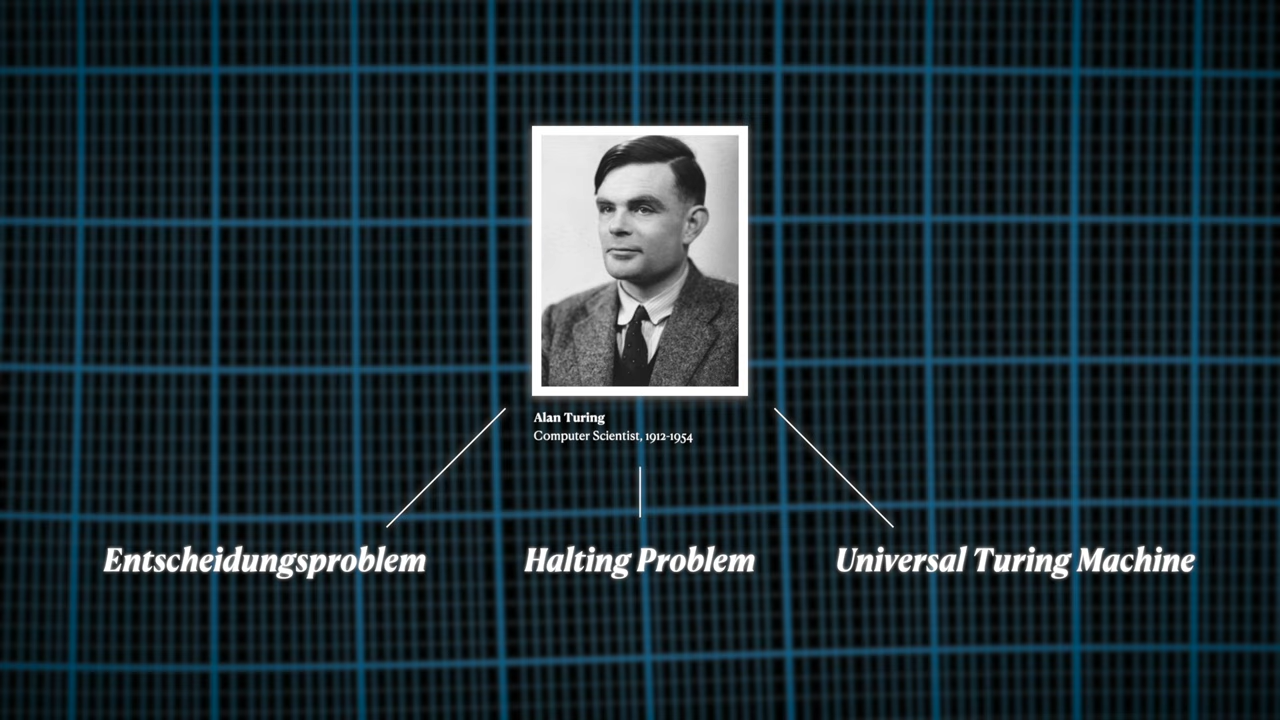 Alan Turing
Computer Scientist, 1912-1954
Entscheidungsproblem
Halting Problem
Universal Turing Machine